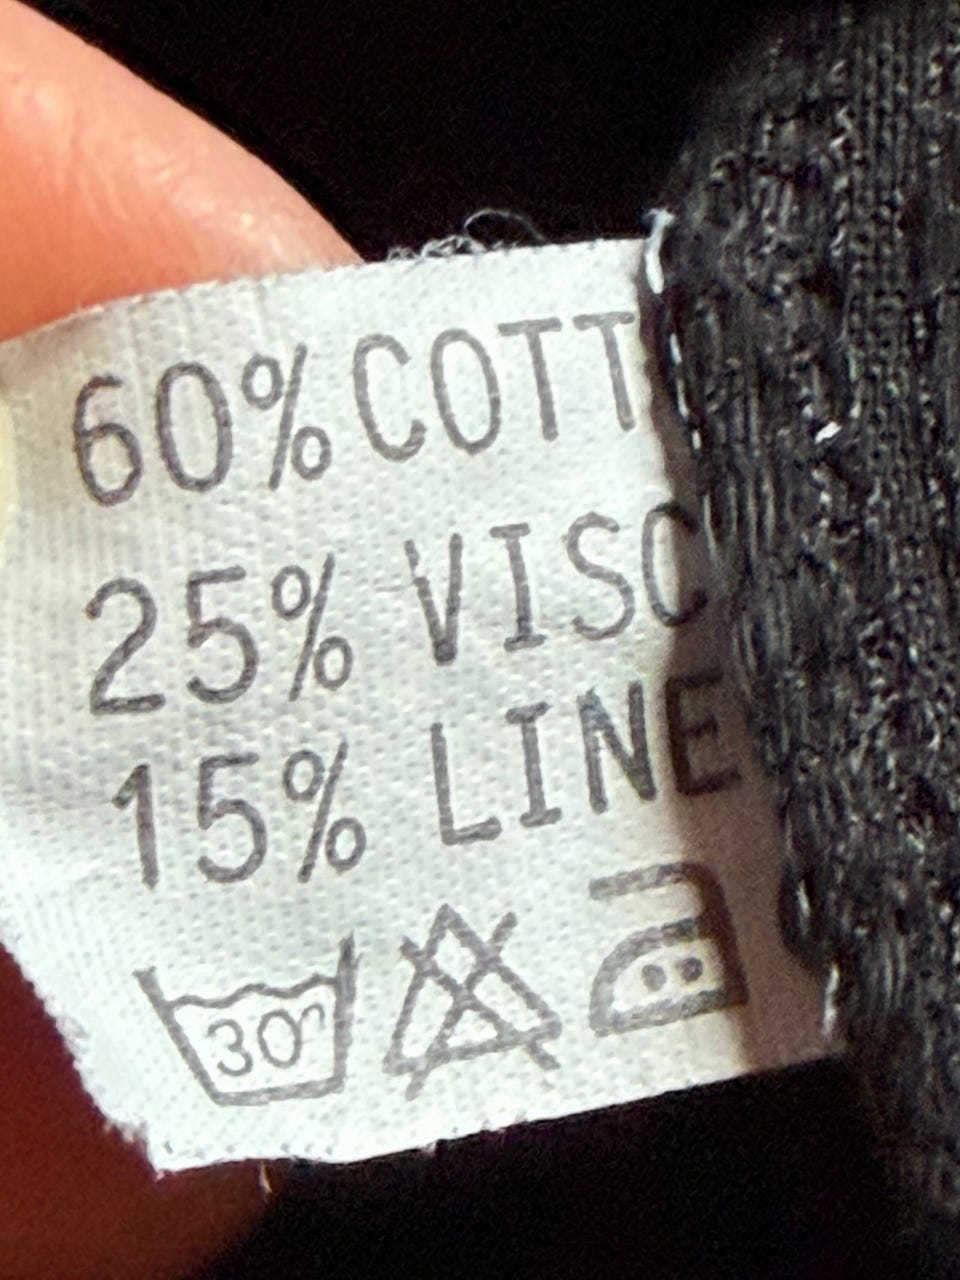 60% COTT
25% VISC
15% LINE
30°